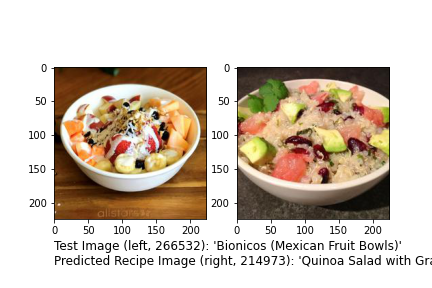 0
50
100
150
200
0 50 100 150 200
0
50
100
150
200
0 50 100 150 200
Test Image (left, 266532): 'Bionicos (Mexican Fruit Bowls)'
Predicted Recipe Image (right, 214973): 'Quinoa Salad with Gra